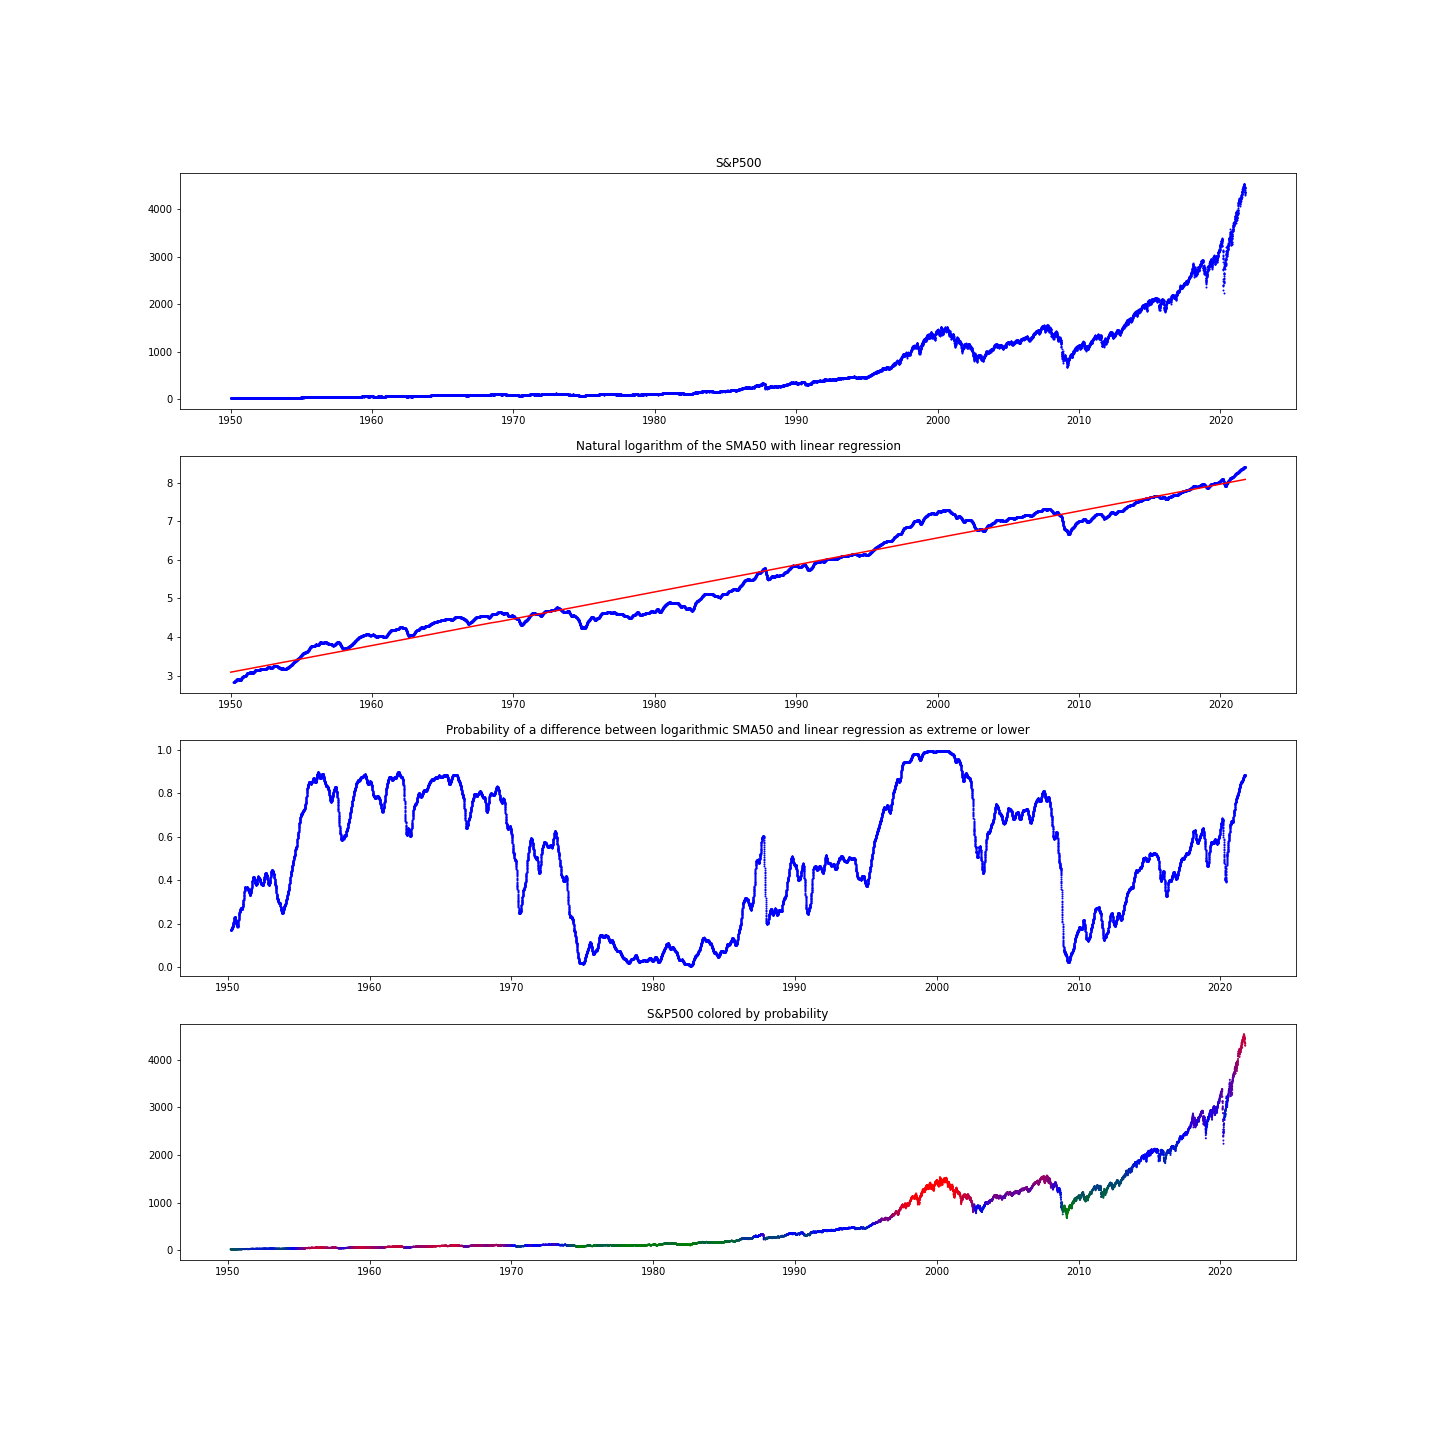 S&P500
4000
3000
2000
1000
0
1950 1960 1970 1980 1990 2000 2010 2020
Natural logarithm of the SMA50 with linear regression
8
7
6
5
4
3
1950 1960 1970 1980 1990 2000 2010 2020
Probability of a difference between logarithmic SMA50 and linear regression as extreme or lower
1.0
0.8
0.6
0.4
0.2
0.0
1950 1960 1970 1980 1990 2000 2010 2020
S&P500 colored by probability
4000
3000
2000
1000
0
1950 1960 1970 1980 1990 2000 2010 2020